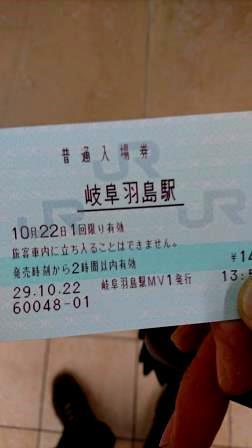 普通入場券
岐阜羽島駅
10月22日1回限り有効
旅客車内に立ち入ることはできません。
発売時刻から2時間以内有効 ¥14
29.10.22 岐阜羽島駅MV1発行 13:5
60048-01